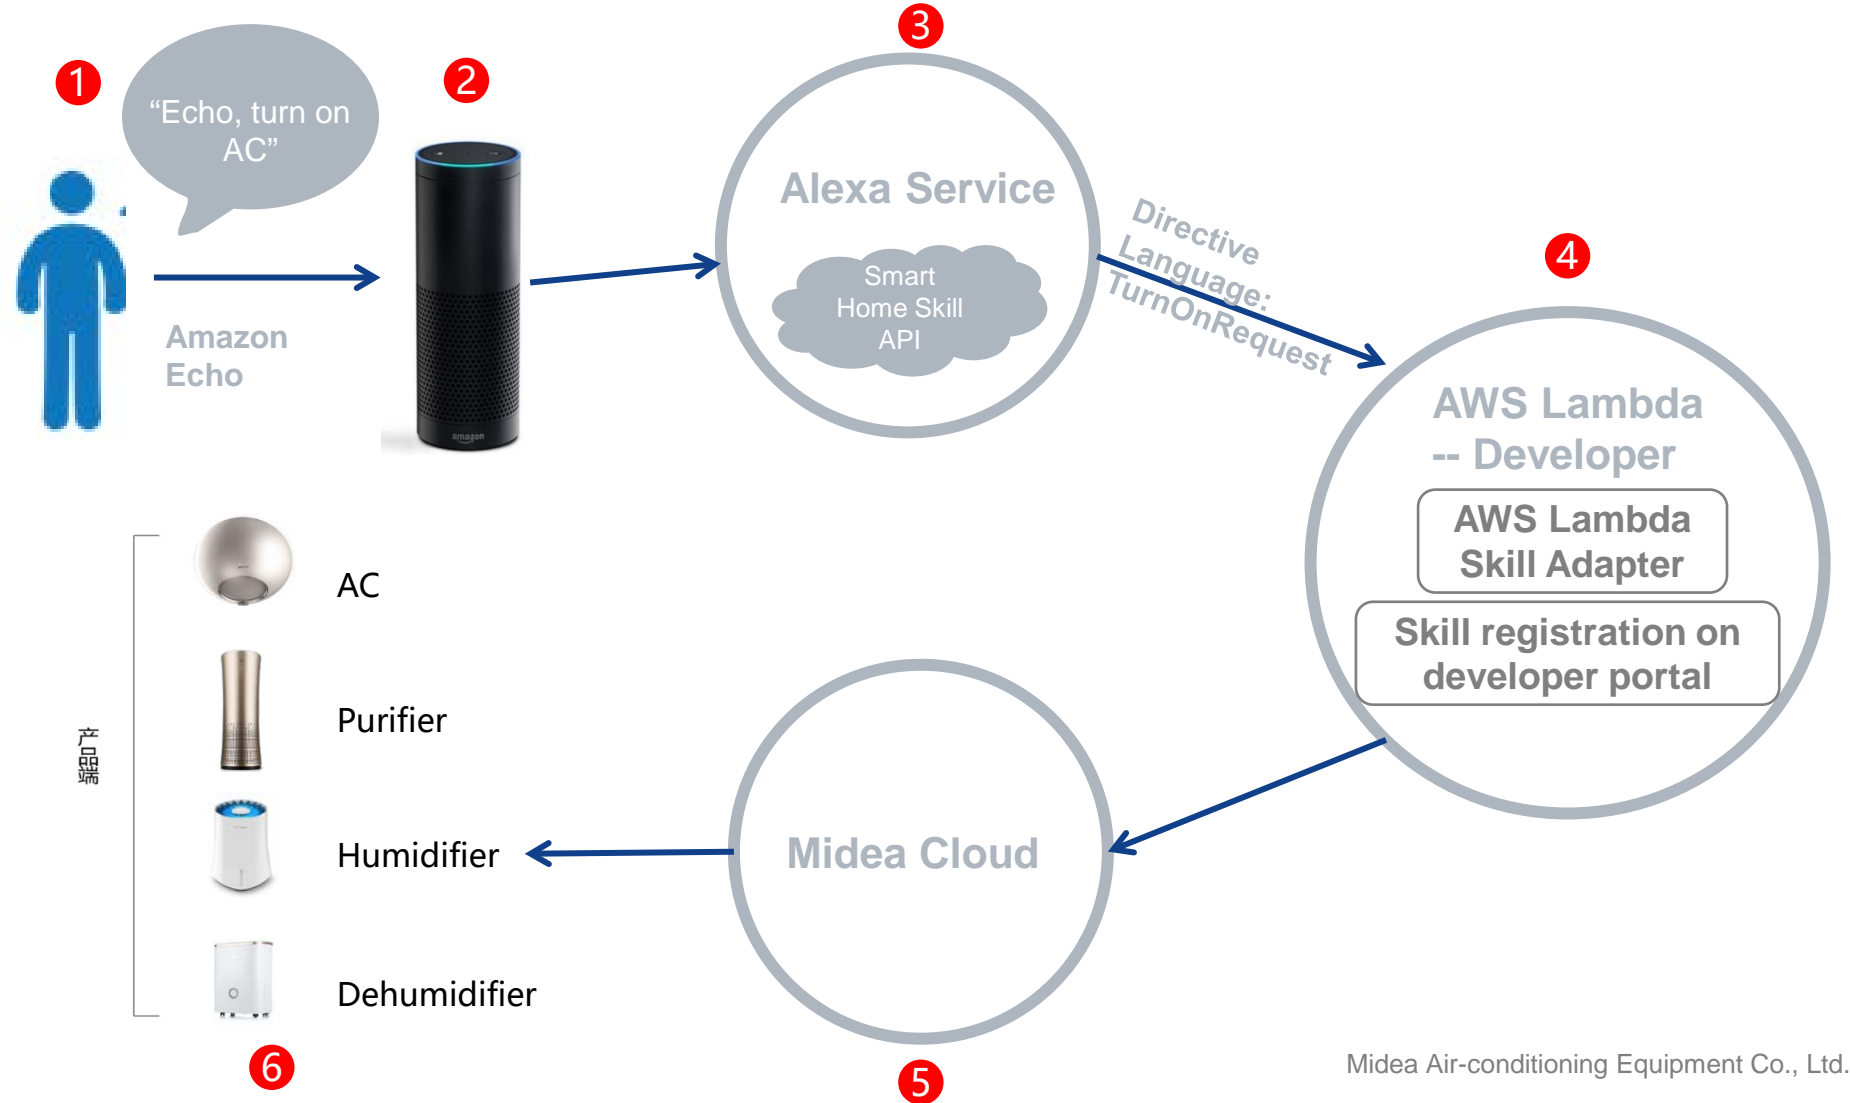 1
“Echo, turn on
AC”
2
amazon
Amazon
Echo
3
Alexa Service
Smart
Home Skill
API
Directive
Language:
TurnOnRequest
4
AWS Lambda
-- Developer
AWS Lambda
Skill Adapter
Skill registration on
developer portal
Midea Cloud
5
产品端
AC
Purifier
Humidifier
Dehumidifier
6
Midea Air-conditioning Equipment Co., Ltd.